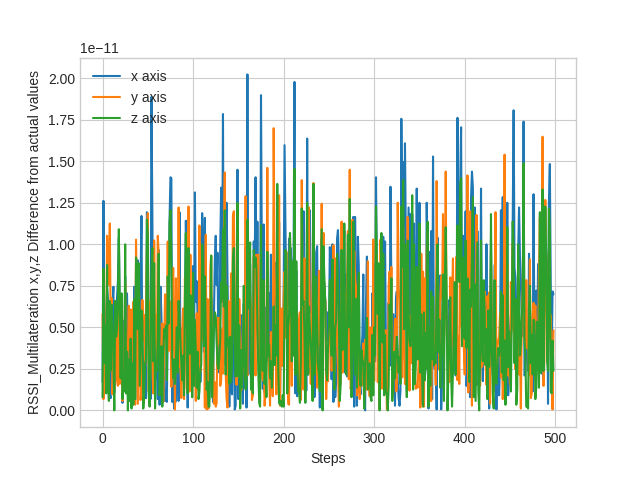 1e−11
2.00
1.75
1.50
1.25
1.00
0.75
0.50
0.25
0.00
RSSI_Multilateration x,y,z Difference from actual values
x axis
y axis
z axis
0
100
200
300
400
500
Steps